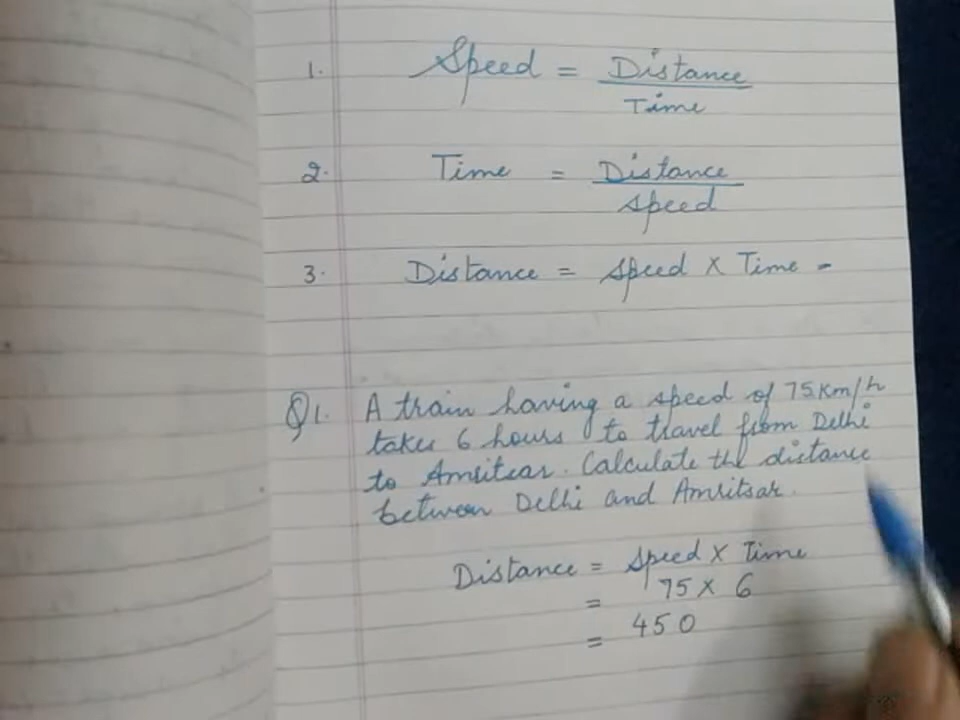 1. Speed = Distance
Time
2. Time = Distance
Speed
3. Distance = Speed × Time -
Q1. A train having a speed of 75 Km/h
takes 6 hours to travel from Delhi
to Amritsar. Calculate the distance
between Delhi and Amritsar.
Distance = Speed × Time
= 75 × 6
= 450